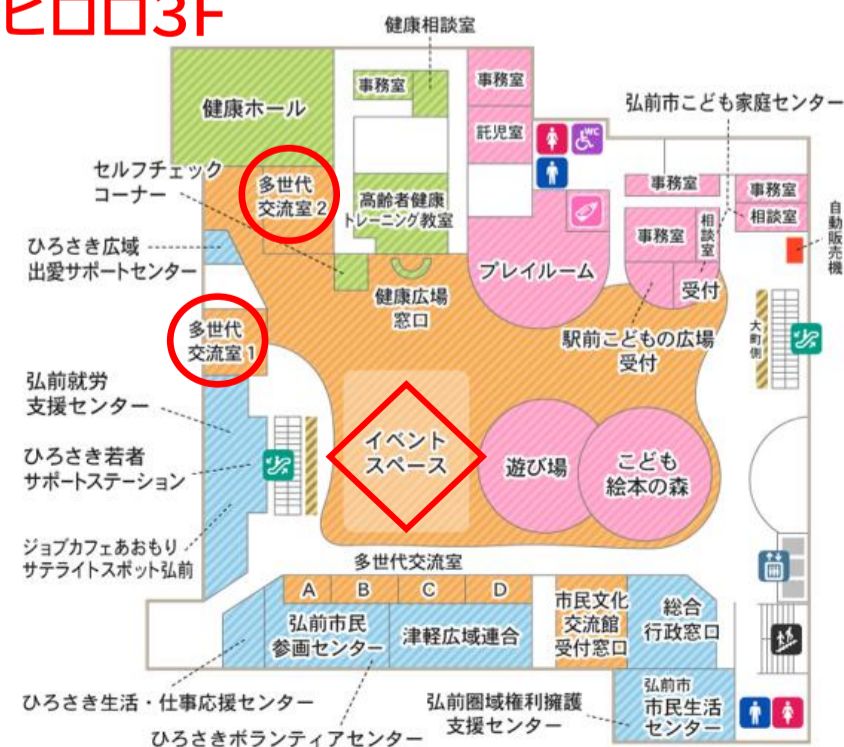 ヒロロ3F
健康相談室
事務室
事務室
健康ホール
託児室
WC
弘前市こども家庭センター
セルフチェック
コーナー
多世代
交流室2
高齢者健康
トレーニング教室
事務室
事務室
相談室
事務室
相談室
自動販売機
ひろさき広域
出愛サポートセンター
プレイルーム
受付
健康広場
窓口
多世代
交流室1
駅前こどもの広場
受付
大町側
弘前就労
支援センター
イベント
スペース
遊び場
こども
絵本の森
ひろさき若者
サポートステーション
ジョブカフェあおもり
サテライトスポット弘前
多世代交流室
A B C D
弘前市民
参画センター
津軽広域連合
市民文化
交流館
受付窓口
総合
行政窓口
ひろさき生活・仕事応援センター
弘前圏域権利擁護
支援センター
弘前市
市民生活
センター
ひろさきボランティアセンター